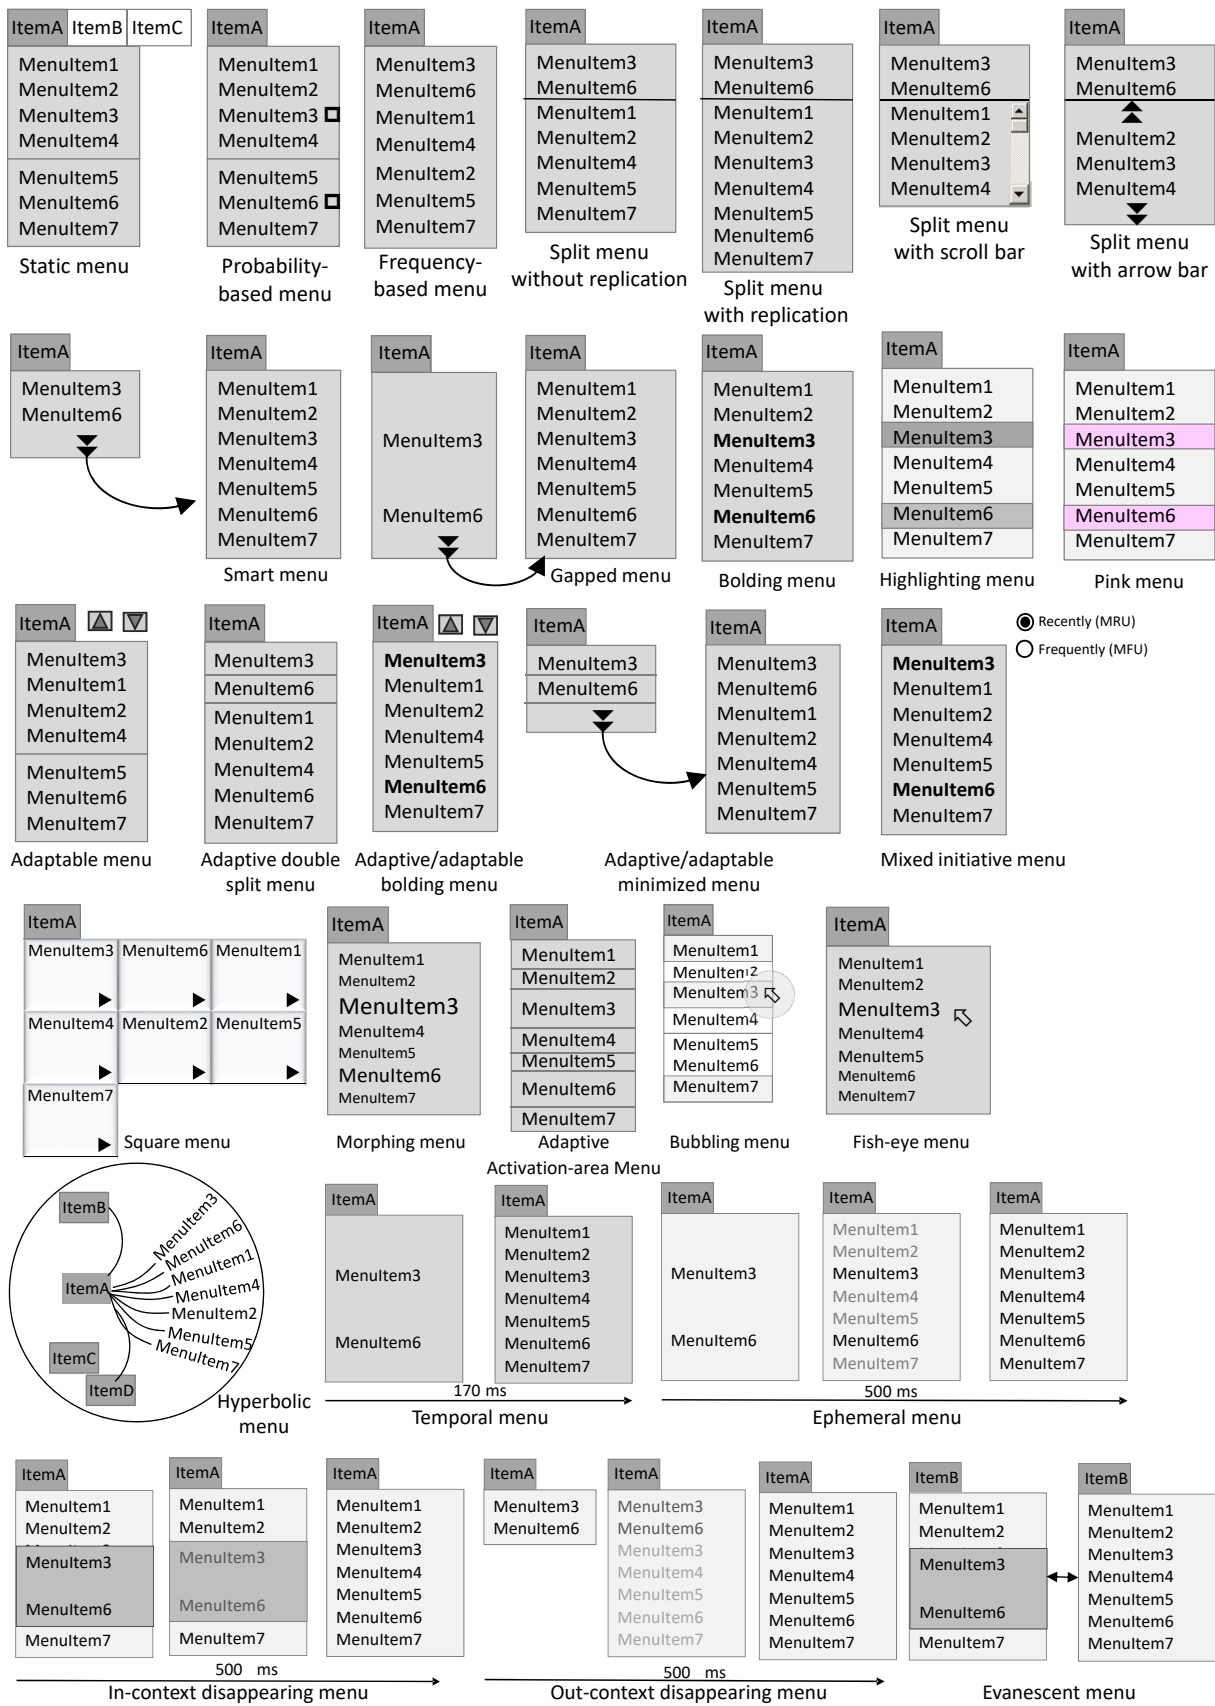 ItemA ItemB ItemC
MenuItem1
MenuItem2
MenuItem3
MenuItem4
MenuItem5
MenuItem6
MenuItem7
Static menu
ItemA
MenuItem1
MenuItem2
MenuItem3
MenuItem4
MenuItem5
MenuItem6
MenuItem7
Probability-
based menu
ItemA
MenuItem3
MenuItem6
MenuItem1
MenuItem4
MenuItem2
MenuItem5
MenuItem7
Frequency-
based menu
ItemA
MenuItem3
MenuItem6
MenuItem1
MenuItem2
MenuItem4
MenuItem5
MenuItem7
Split menu
without replication
ItemA
MenuItem3
MenuItem6
MenuItem1
MenuItem2
MenuItem3
MenuItem4
MenuItem5
MenuItem6
MenuItem7
Split menu
with replication
ItemA
MenuItem3
MenuItem6
MenuItem1
MenuItem2
MenuItem3
MenuItem4
Split menu
with scroll bar
ItemA
MenuItem3
MenuItem6
MenuItem2
MenuItem3
MenuItem4
Split menu
with arrow bar
ItemA
MenuItem3
MenuItem6
ItemA
MenuItem1
MenuItem2
MenuItem3
MenuItem4
MenuItem5
MenuItem6
MenuItem7
Smart menu
ItemA
MenuItem3
MenuItem6
ItemA
MenuItem1
MenuItem2
MenuItem3
MenuItem4
MenuItem5
MenuItem6
MenuItem7
Gapped menu
ItemA
MenuItem1
MenuItem2
MenuItem3
MenuItem4
MenuItem5
MenuItem6
MenuItem7
Bolding menu
ItemA
MenuItem1
MenuItem2
MenuItem3
MenuItem4
MenuItem5
MenuItem6
MenuItem7
Highlighting menu
ItemA
MenuItem1
MenuItem2
MenuItem3
MenuItem4
MenuItem5
MenuItem6
MenuItem7
Pink menu
ItemA
MenuItem3
MenuItem1
MenuItem2
MenuItem4
MenuItem5
MenuItem6
MenuItem7
Adaptable menu
ItemA
MenuItem3
MenuItem6
MenuItem1
MenuItem2
MenuItem4
MenuItem6
MenuItem7
Adaptive double
split menu
ItemA
MenuItem3
MenuItem1
MenuItem2
MenuItem4
MenuItem5
MenuItem6
MenuItem7
Adaptive/adaptable
bolding menu
ItemA
MenuItem3
MenuItem6
ItemA
MenuItem3
MenuItem6
MenuItem1
MenuItem2
MenuItem4
MenuItem5
MenuItem7
Adaptive/adaptable
minimized menu
ItemA
MenuItem3
MenuItem1
MenuItem2
MenuItem4
MenuItem5
MenuItem6
MenuItem7
Recently (MRU)
Frequently (MFU)
Mixed initiative menu
ItemA
MenuItem3 MenuItem6 MenuItem1
MenuItem4 MenuItem2 MenuItem5
MenuItem7
Square menu
ItemA
MenuItem1
MenuItem2
MenuItem3
MenuItem4
MenuItem5
MenuItem6
MenuItem7
Morphing menu
ItemA
MenuItem1
MenuItem2
MenuItem3
MenuItem4
MenuItem5
MenuItem6
MenuItem7
Adaptive
Activation-area Menu
ItemA
MenuItem1
MenuItem2
MenuItem3
MenuItem4
MenuItem5
MenuItem6
MenuItem7
Bubbling menu
ItemA
MenuItem1
MenuItem2
MenuItem3
MenuItem4
MenuItem5
MenuItem6
MenuItem7
Fish-eye menu
ItemB
ItemA
ItemC
ItemD
MenuItem3
MenuItem6
MenuItem1
MenuItem4
MenuItem2
MenuItem5
MenuItem7
Hyperbolic
menu
ItemA
MenuItem3
MenuItem6
ItemA
MenuItem1
MenuItem2
MenuItem3
MenuItem4
MenuItem5
MenuItem6
MenuItem7
170 ms
Temporal menu
ItemA
MenuItem3
MenuItem6
ItemA
MenuItem1
MenuItem2
MenuItem3
MenuItem4
MenuItem5
MenuItem6
MenuItem7
ItemA
MenuItem1
MenuItem2
MenuItem3
MenuItem4
MenuItem5
MenuItem6
MenuItem7
500 ms
Ephemeral menu
ItemA
MenuItem1
MenuItem2
MenuItem3
MenuItem6
MenuItem7
ItemA
MenuItem1
MenuItem2
MenuItem3
MenuItem6
MenuItem7
ItemA
MenuItem1
MenuItem2
MenuItem3
MenuItem4
MenuItem5
MenuItem6
MenuItem7
500 ms
In-context disappearing menu
ItemA
MenuItem3
MenuItem6
ItemA
MenuItem3
MenuItem6
MenuItem3
MenuItem4
MenuItem5
MenuItem6
MenuItem7
ItemA
MenuItem1
MenuItem2
MenuItem3
MenuItem4
MenuItem5
MenuItem6
MenuItem7
500 ms
Out-context disappearing menu
ItemB
MenuItem1
MenuItem2
MenuItem3
MenuItem6
MenuItem7
ItemB
MenuItem1
MenuItem2
MenuItem3
MenuItem4
MenuItem5
MenuItem6
MenuItem7
Evanescent menu